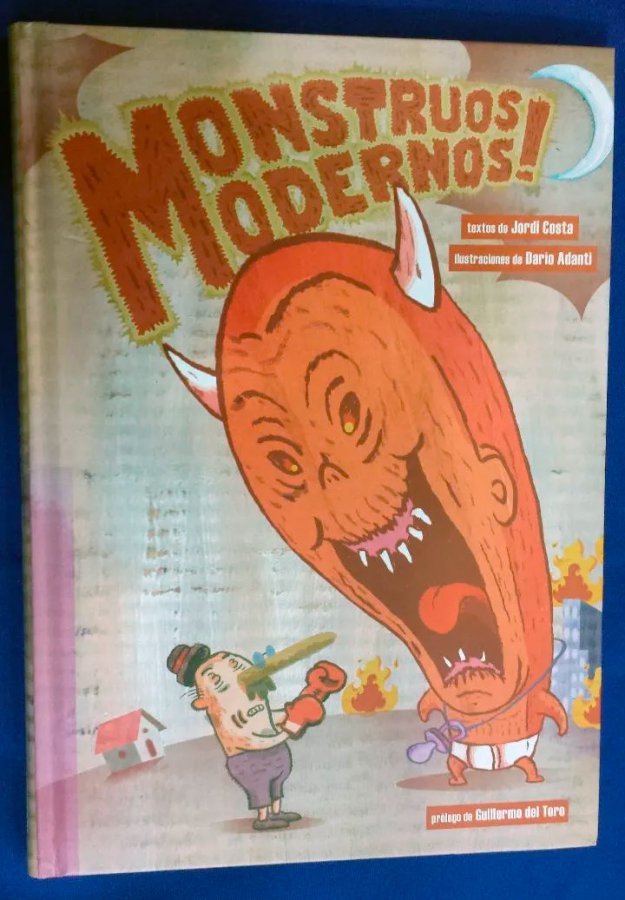 MONSTRUOS
MODERNOS!
textos de Jordi Costa
ilustraciones de Darío Adanti
prólogo de Guillermo del Toro